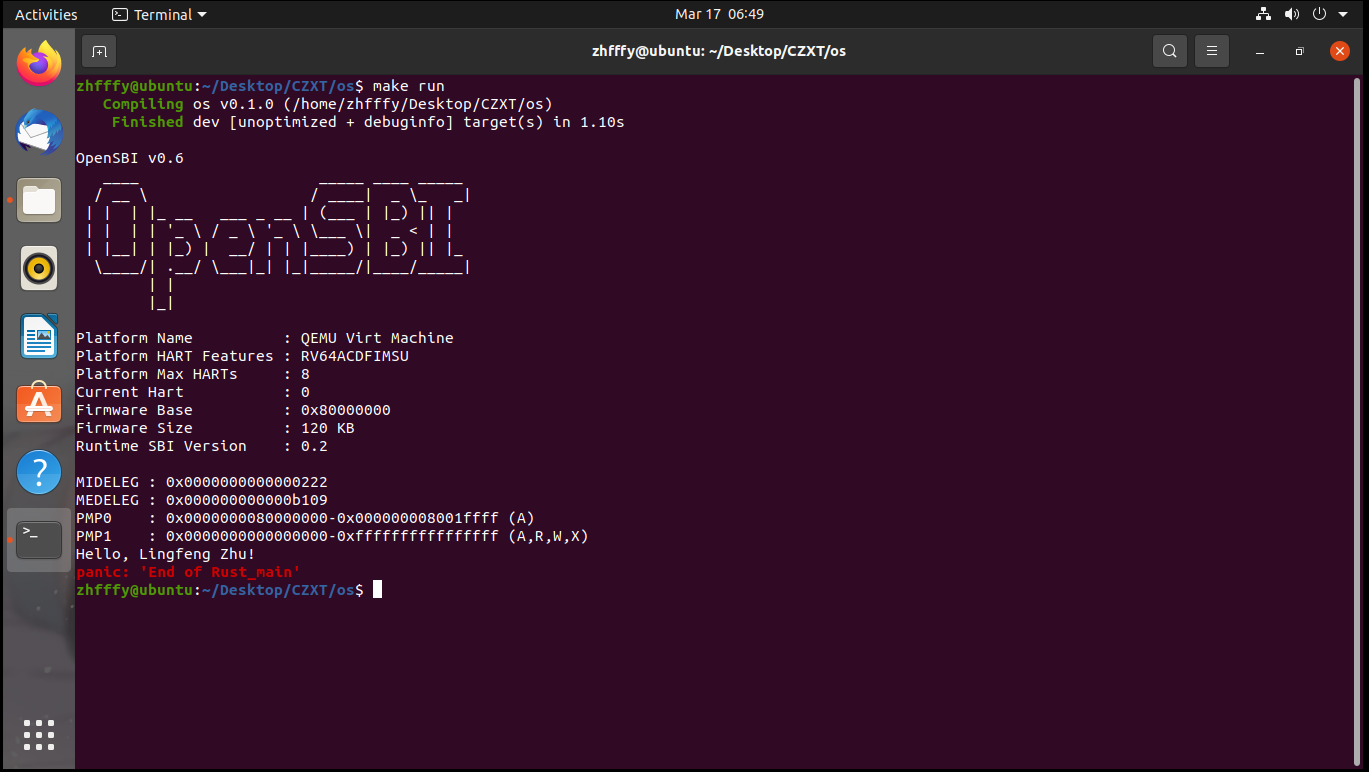 Activities
Terminal
Mar 17 06:49
zhfffy@ubuntu: ~/Desktop/CZXT/os
zhfffy@ubuntu:~/Desktop/CZXT/os$ make run
   Compiling os v0.1.0 (/home/zhfffy/Desktop/CZXT/os)
    Finished dev [unoptimized + debuginfo] target(s) in 1.10s

OpenSBI v0.6
   ____                    _____ ____ _____
  / __ \                  / ____|  _ \_   _|
 | |  | |_ __   ___ _ __ | (___ | |_) || |
 | |  | | '_ \ / _ \ '_ \ \___ \|  _ < | |
 | |__| | |_) |  __/ | | |____) | |_) || |_
  \____/| .__/ \___|_| |_|_____/|____/_____|
        | |
        |_|

Platform Name          : QEMU Virt Machine
Platform HART Features : RV64ACDFIMSU
Platform Max HARTs     : 8
Current Hart           : 0
Firmware Base          : 0x80000000
Firmware Size          : 120 KB
Runtime SBI Version    : 0.2

MIDELEG : 0x0000000000000222
MEDELEG : 0x000000000000b109
PMP0    : 0x0000000080000000-0x000000008001ffff (A)
PMP1    : 0x0000000000000000-0xffffffffffffffff (A,R,W,X)
Hello, Lingfeng Zhu!
panic: 'End of Rust_main'
zhfffy@ubuntu:~/Desktop/CZXT/os$